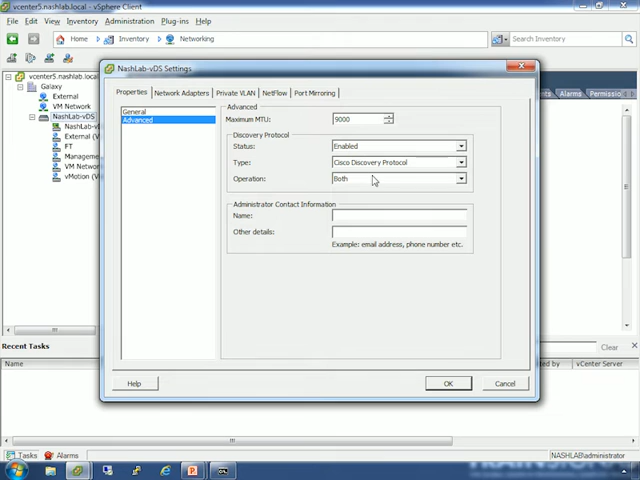 vcenter5.nashlab.local - vSphere Client
File Edit View Inventory Administration Plug-ins Help
Home Inventory Networking Search Inventory
vcenter5.nashlab.local
Galaxy
External
VM Network
NashLab-vDS
NashLab-v
External (
FT
Manageme
VM Netwo
vMotion (
NashLab-vDS Settings
Properties Network Adapters Private VLAN NetFlow Port Mirroring
General
Advanced
Advanced
Maximum MTU: 9000
Discovery Protocol
Status: Enabled
Type: Cisco Discovery Protocol
Operation: Both
Administrator Contact Information
Name:
Other details:
Example: email address, phone number etc.
Help OK Cancel
Alarms Permissio
Recent Tasks
Clear
Name
vCenter Server
Tasks Alarms
NASHLAB\administrator